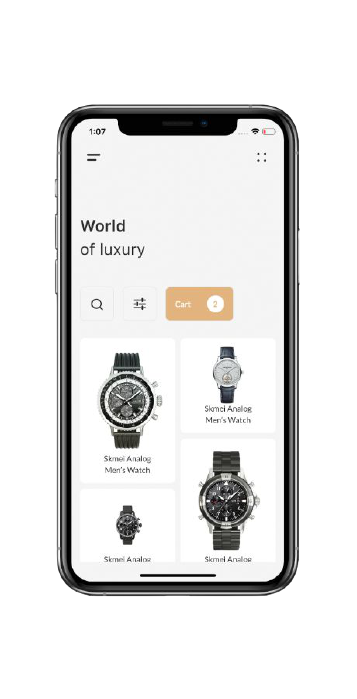 1:07
World
of luxury
Cart 2
Skmei Analog
Men's Watch
Skmei Analog
Men's Watch
Skmei Analog
Skmei Analog